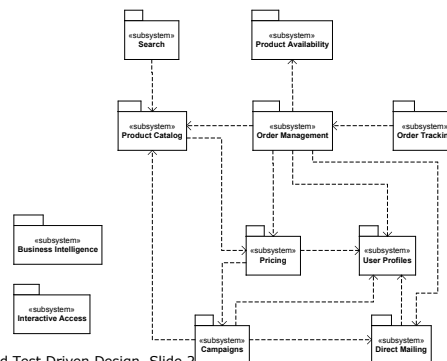 «subsystem»
Search
«subsystem»
Product Availability
«subsystem»
Product Catalog
«subsystem»
Order Management
«subsystem»
Order Trackin
«subsystem»
Business Intelligence
«subsystem»
Pricing
«subsystem»
User Profiles
«subsystem»
Interactive Access
«subsystem»
Campaigns
«subsystem»
Direct Mailing
d Test Driven Design, Slide 2